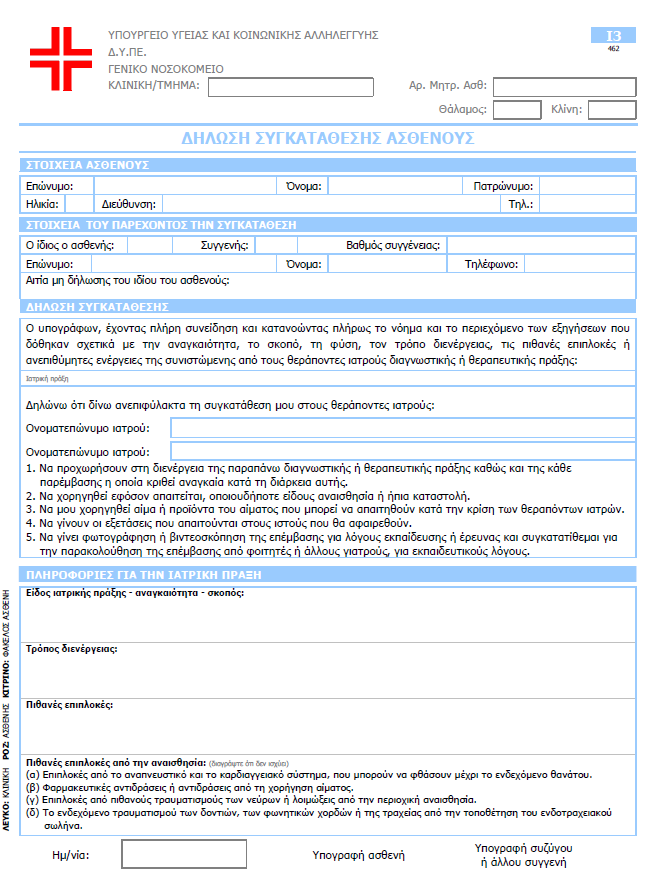 ΥΠΟΥΡΓΕΙΟ ΥΓΕΙΑΣ ΚΑΙ ΚΟΙΝΩΝΙΚΗΣ ΑΛΛΗΛΕΓΓΥΗΣ
Ι3
462
Δ.Υ.ΠΕ.
ΓΕΝΙΚΟ ΝΟΣΟΚΟΜΕΙΟ
ΚΛΙΝΙΚΗ/ΤΜΗΜΑ: Αρ. Μητρ. Ασθ:
Θάλαμος: Κλίνη:
ΔΗΛΩΣΗ ΣΥΓΚΑΤΑΘΕΣΗΣ ΑΣΘΕΝΟΥΣ
ΣΤΟΙΧΕΙΑ ΑΣΘΕΝΟΥΣ
Επώνυμο: Όνομα: Πατρώνυμο:
Ηλικία: Διεύθυνση: Τηλ.:
ΣΤΟΙΧΕΙΑ ΤΟΥ ΠΑΡΕΧΟΝΤΟΣ ΤΗΝ ΣΥΓΚΑΤΑΘΕΣΗ
Ο ίδιος ο ασθενής: Συγγενής: Βαθμός συγγένειας:
Επώνυμο: Όνομα: Τηλέφωνο:
Αιτία μη δήλωσης του ιδίου του ασθενούς:
ΔΗΛΩΣΗ ΣΥΓΚΑΤΑΘΕΣΗΣ
Ο υπογράφων, έχοντας πλήρη συνείδηση και κατανοώντας πλήρως το νόημα και το περιεχόμενο των εξηγήσεων που
δόθηκαν σχετικά με την αναγκαιότητα, το σκοπό, τη φύση, τον τρόπο διενέργειας, τις πιθανές επιπλοκές ή
ανεπιθύμητες ενέργειες της συνιστώμενης από τους θεράποντες ιατρούς διαγνωστικής ή θεραπευτικής πράξης:
Ιατρική πράξη
Δηλώνω ότι δίνω ανεπιφύλακτα τη συγκατάθεση μου στους θεράποντες ιατρούς:
Ονοματεπώνυμο ιατρού:
Ονοματεπώνυμο ιατρού:
1. Να προχωρήσουν στη διενέργεια της παραπάνω διαγνωστικής ή θεραπευτικής πράξης καθώς και της κάθε
παρέμβασης η οποία κριθεί αναγκαία κατά τη διάρκεια αυτής.
2. Να χορηγηθεί εφόσον απαιτείται, οποιουδήποτε είδους αναισθησία ή ήπια καταστολή.
3. Να μου χορηγηθεί αίμα ή προϊόντα του αίματος που μπορεί να απαιτηθούν κατά την κρίση των θεραπόντων ιατρών.
4. Να γίνουν οι εξετάσεις που απαιτούνται στους ιστούς που θα αφαιρεθούν.
5. Να γίνει φωτογράφηση ή βιντεοσκόπηση της επέμβασης για λόγους εκπαίδευσης ή έρευνας και συγκατατίθεμαι για
την παρακολούθηση της επέμβασης από φοιτητές ή άλλους γιατρούς, για εκπαιδευτικούς λόγους.
ΠΛΗΡΟΦΟΡΙΕΣ ΓΙΑ ΤΗΝ ΙΑΤΡΙΚΗ ΠΡΑΞΗ
Είδος ιατρικής πράξης - αναγκαιότητα - σκοπός:
Τρόπος διενέργειας:
Πιθανές επιπλοκές:
Πιθανές επιπλοκές από την αναισθησία: (διαγράψτε ότι δεν ισχύει)
(α) Επιπλοκές από το αναπνευστικό και το καρδιαγγειακό σύστημα, που μπορούν να φθάσουν μέχρι το ενδεχόμενο θανάτου.
(β) Φαρμακευτικές αντιδράσεις ή αντιδράσεις από τη χορήγηση αίματος.
(γ) Επιπλοκές από πιθανούς τραυματισμούς των νεύρων ή λοιμώξεις από την περιοχική αναισθησία.
(δ) Το ενδεχόμενο τραυματισμού των δοντιών, των φωνητικών χορδών ή της τραχείας από την τοποθέτηση του ενδοτραχειακού
σωλήνα.
ΛΕΥΚΟ: ΚΛΙΝΙΚΗ ΡΟΖ: ΑΣΘΕΝΗΣ ΚΙΤΡΙΝΟ: ΦΑΚΕΛΟΣ ΑΣΘΕΝΗ
Ημ/νία: Υπογραφή ασθενή
Υπογραφή συζύγου
ή άλλου συγγενή